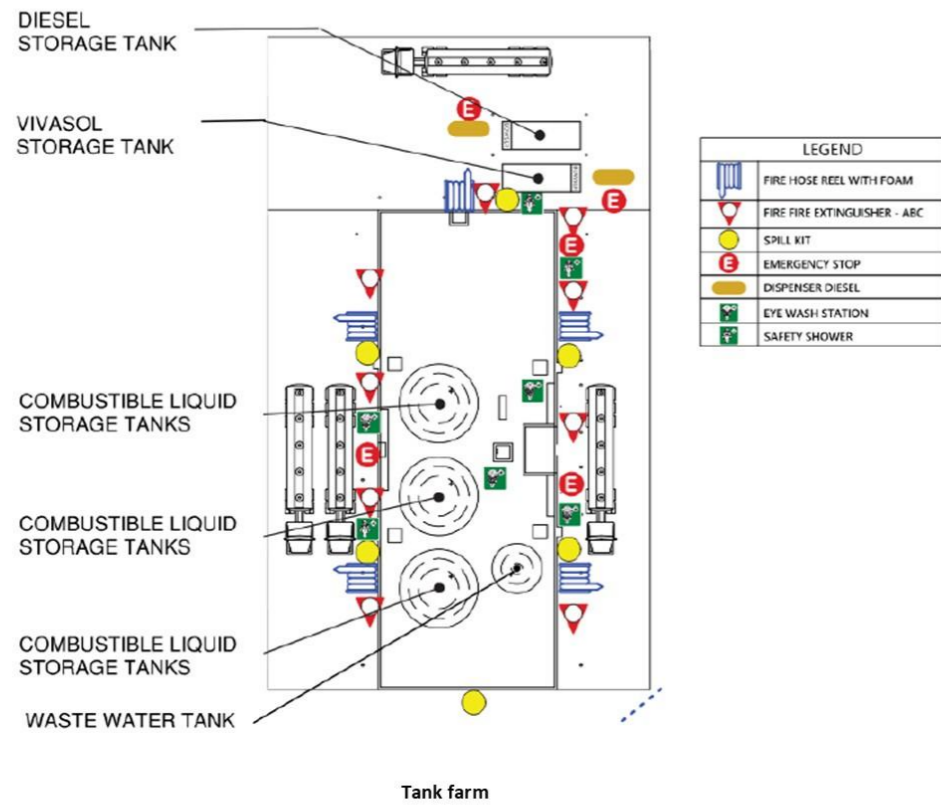 DIESEL
STORAGE TANK
VIVASOL
STORAGE TANK
COMBUSTIBLE LIQUID
STORAGE TANKS
COMBUSTIBLE LIQUID
STORAGE TANKS
COMBUSTIBLE LIQUID
STORAGE TANKS
WASTE WATER TANK
E
E
E
E
E
LEGEND
FIRE HOSE REEL WITH FOAM
FIRE FIRE EXTINGUISHER - ABC
SPILL KIT
E EMERGENCY STOP
DISPENSER DIESEL
EYE WASH STATION
SAFETY SHOWER
Tank farm